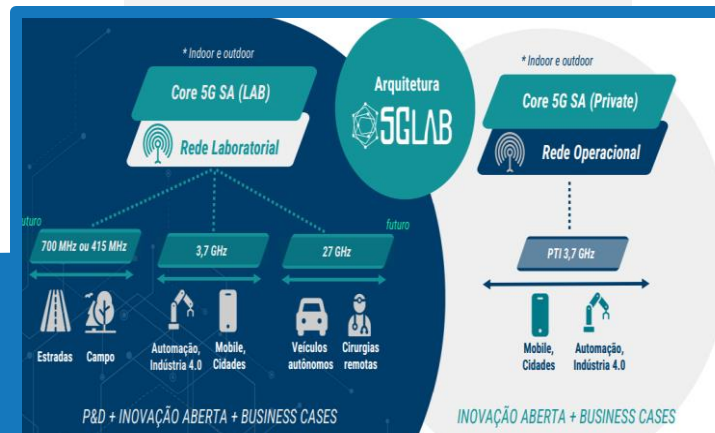 * Indoor e outdoor
Core 5G SA (LAB)
Rede Laboratorial
Arquitetura
5GLAB
* Indoor e outdoor
Core 5G SA (Private)
Rede Operacional
futuro
700 MHz ou 415 MHz
3,7 GHz
27 GHz
PTI 3,7 GHz
Estradas
Campo
Automação,
Indústria 4.0
Mobile,
Cidades
Veículos
autônomos
Cirurgias
remotas
Mobile,
Cidades
Automação,
Indústria 4.0
P&D + INOVAÇÃO ABERTA + BUSINESS CASES
INOVAÇÃO ABERTA + BUSINESS CASES